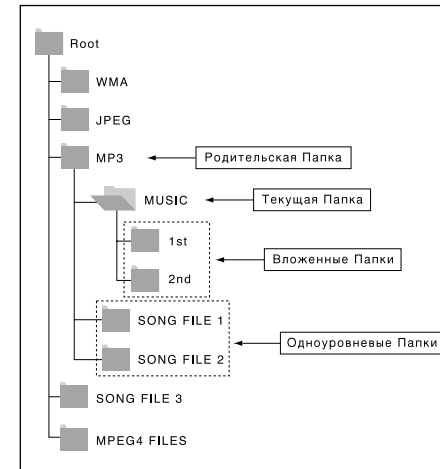 Root
WMA
JPEG
MP3
Родительская Папка
MUSIC
Текущая Папка
1st
Вложенные Папки
2nd
SONG FILE 1
Одноуровневые Папки
SONG FILE 2
SONG FILE 3
MPEG4 FILES